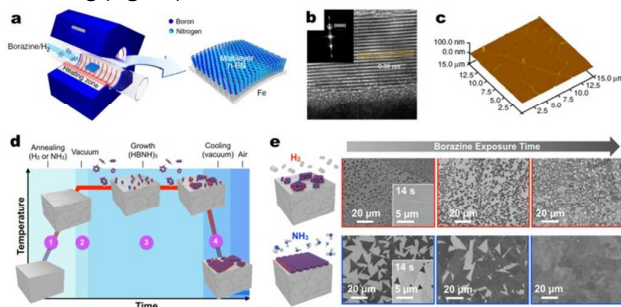 a
Boron
Nitrogen
Borazine/H₂
Heating zone
Multilayer
h-BN
Fe
b
c
100.0 nm
0.0 nm
15.0 µm
12.5
10.0
7.5
5.0
2.5
2.5
5.0
7.5
10.0
12.5
15.0 µm
d
Annealing
(H₂ or NH₃)
Vacuum
Growth
(HBNH)₃
Cooling
(vacuum)
Air
Temperature
1
2
3
4
Time
e
Borazine Exposure Time
H₂
14 s
20 µm
5 µm
20 µm
20 µm
NH₃
14 s
20 µm
5 µm
20 µm
20 µm